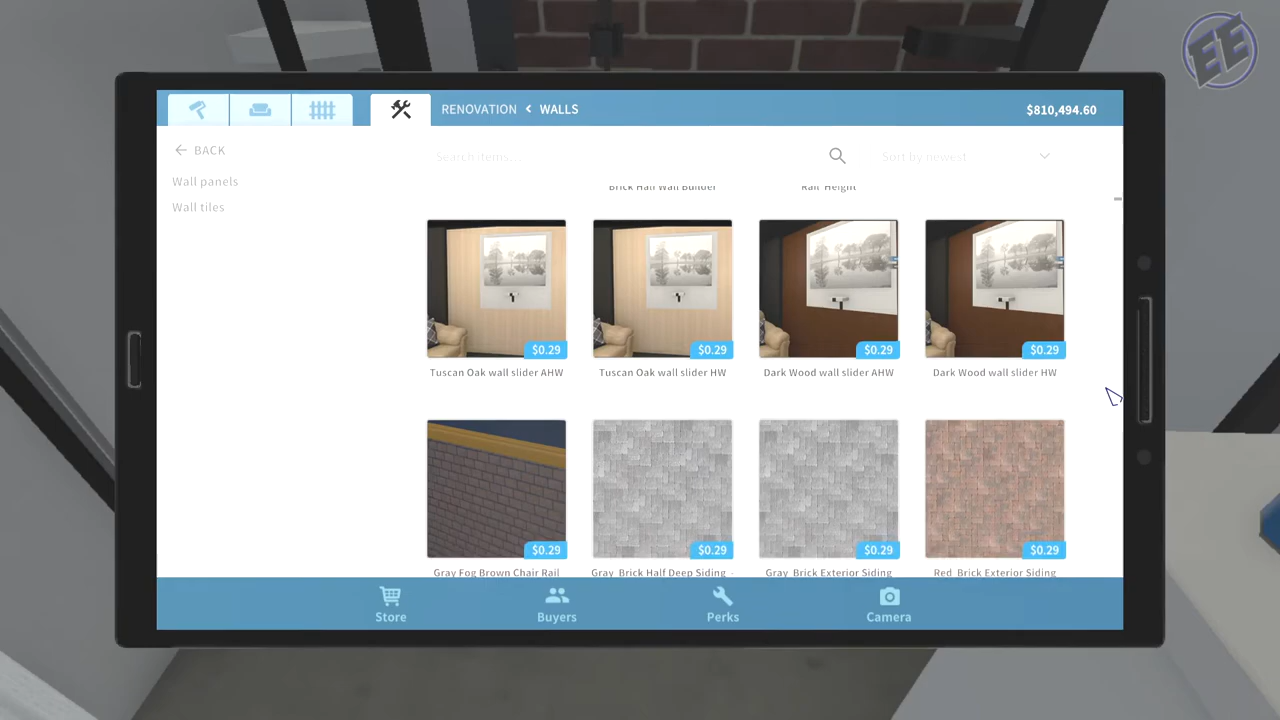 EE
RENOVATION < WALLS
$810,494.60
BACK
Search items...
Sort by newest
Wall panels
Wall tiles
Brick Half Wall Builder
Rail Height
$0.29
$0.29
$0.29
$0.29
Tuscan Oak wall slider AHW
Tuscan Oak wall slider HW
Dark Wood wall slider AHW
Dark Wood wall slider HW
$0.29
$0.29
$0.29
$0.29
Gray Fog Brown Chair Rail
Gray Brick Half Deep Siding -
Gray Brick Exterior Siding
Red Brick Exterior Siding
Store
Buyers
Perks
Camera